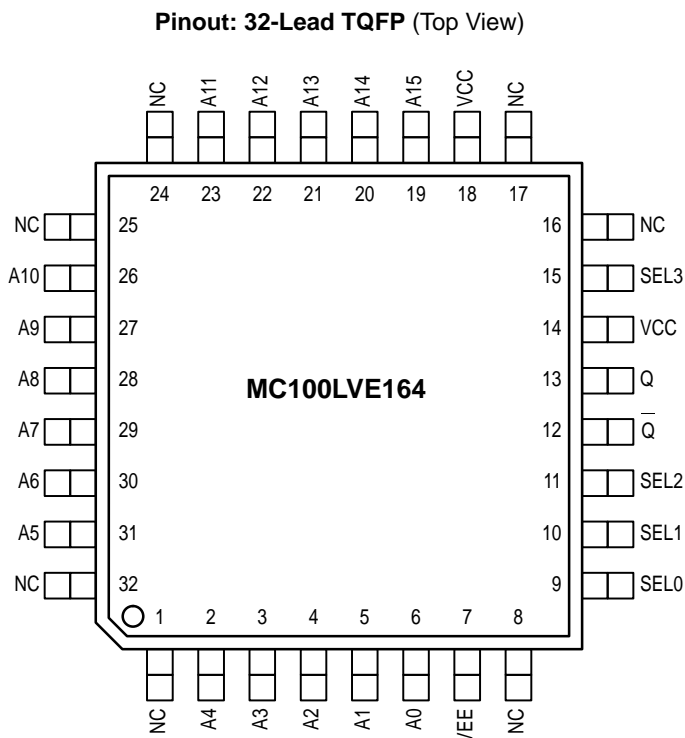 Pinout: 32-Lead TQFP (Top View)
NC A11 A12 A13 A14 A15 VCC NC
24 23 22 21 20 19 18 17
NC 25 16 NC
A10 26 15 SEL3
A9 27 14 VCC
A8 28 13 Q
MC100LVE164
A7 29 12 Q̅
A6 30 11 SEL2
A5 31 10 SEL1
NC 32 9 SEL0
1 2 3 4 5 6 7 8
NC A4 A3 A2 A1 A0 VEE NC